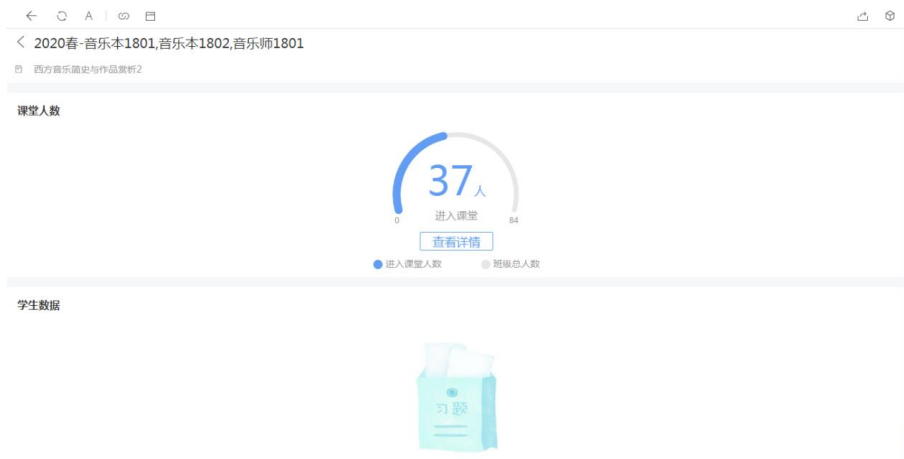 A
2020春-音乐本1801,音乐本1802,音乐师1801
西方音乐简史与作品赏析2
课堂人数
37人
0 进入课堂 84
查看详情
进入课堂人数 班级总人数
学生数据
习题